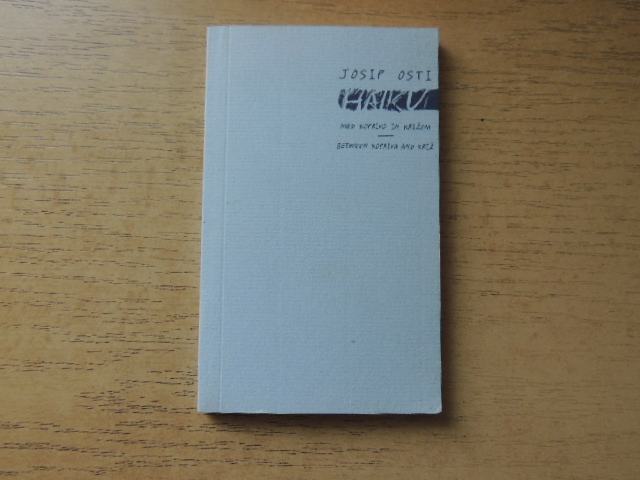 JOSIP OSTI
HAIKU
MED KOPRIVO IN KRIŽEM
BETWEEN KOPRIVA AND KRIŽ